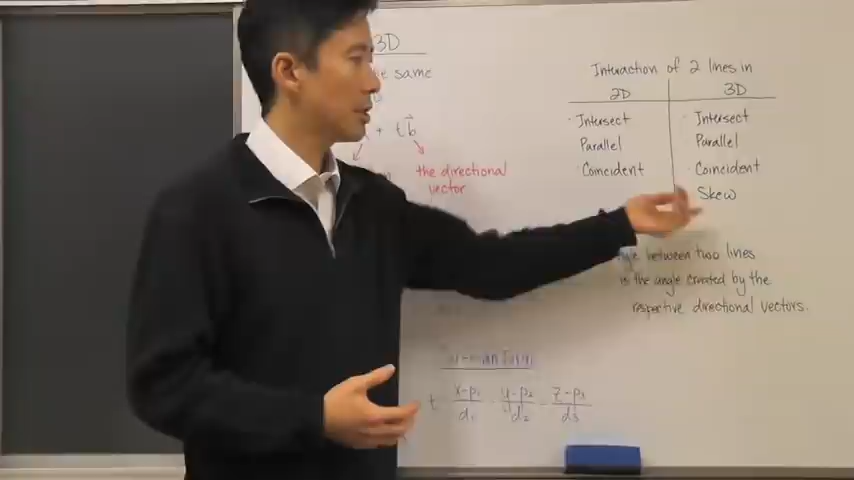 3D
same
+ t b⃗
the directional
vector
Interaction of 2 lines in
2D 3D
· Intersect · Intersect
Parallel · Parallel
· Coincident · Coincident
Skew
between two lines
is the angle created by the
respective directional vectors.
t x-p₁ y-p₂ z-p₃
d₁ d₂ d₃